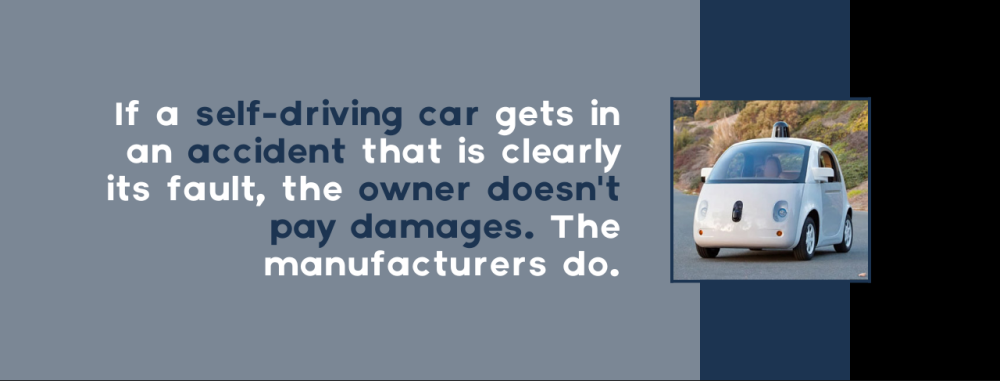 If a self-driving car gets in
an accident that is clearly
its fault, the owner doesn't
pay damages. The
manufacturers do.